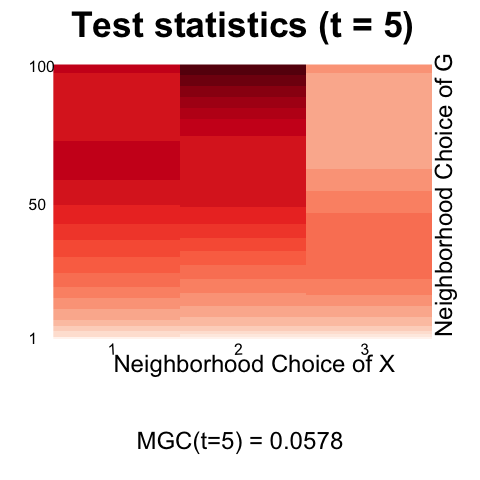 Test statistics (t = 5)
100
50
1
1 2 3
Neighborhood Choice of X
Neighborhood Choice of G
MGC(t=5) = 0.0578